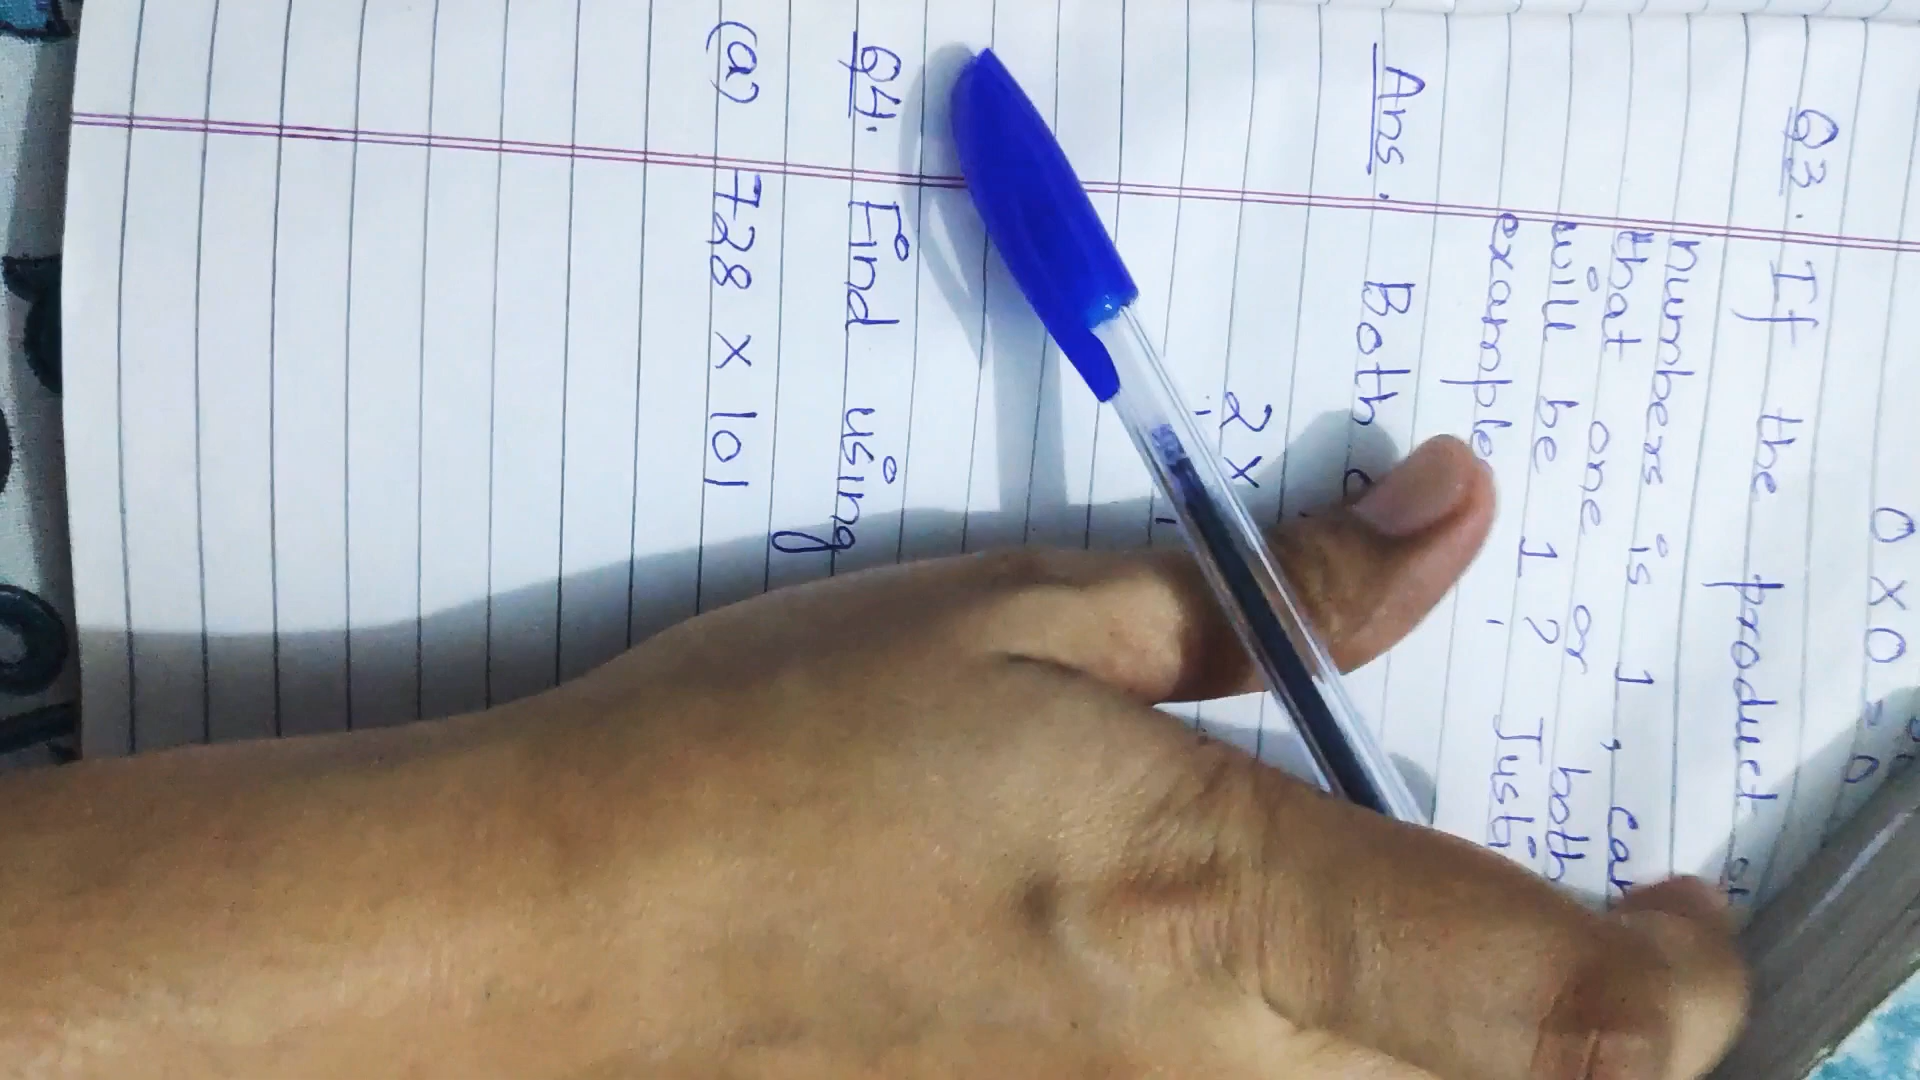 0 x 0 = 0
Q3. If the product of
numbers is 1, can
that one or both
will be 1? Justi
example.
Ans. Both
2 x
Q4. Find using
(a) 728 x 101